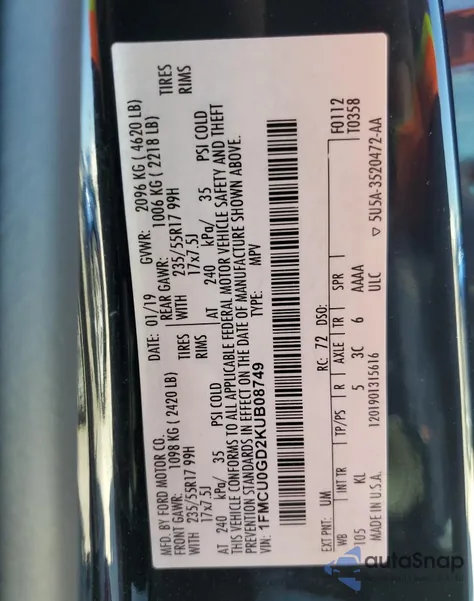 MFD. BY FORD MOTOR CO.
DATE: 01/19 GVWR: 2096 KG ( 4620 LB)
FRONT GAWR: 1098 KG ( 2420 LB) REAR GAWR: 1006 KG ( 2218 LB)
WITH 235/55R17 99H TIRES WITH 235/55R17 99H TIRES
17x7.5J RIMS 17x7.5J RIMS
AT 240 kPa/ 35 PSI COLD AT 240 kPa/ 35 PSI COLD
THIS VEHICLE CONFORMS TO ALL APPLICABLE FEDERAL MOTOR VEHICLE SAFETY AND THEFT
PREVENTION STANDARDS IN EFFECT ON THE DATE OF MANUFACTURE SHOWN ABOVE.
VIN: 1FMCU0GD2KUB08749 TYPE: MPV
F0112
T0358
EXT PNT: UM RC: 72 DSO:
WB INT TR TP/PS R AXLE TR SPR
105 KL 5 3C 6 AAAA
ULC
MADE IN U.S.A. 1201901315616 ▽ 5U5A-3520472-AA
autoSnap